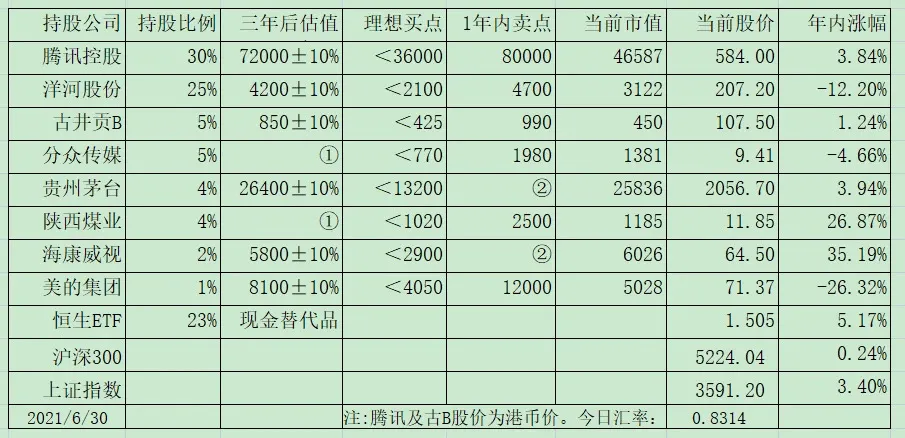 持股公司 持股比例 三年后估值 理想买点 1年内卖点 当前市值 当前股价 年内涨幅
腾讯控股 30% 72000±10% <36000 80000 46587 584.00 3.84%
洋河股份 25% 4200±10% <2100 4700 3122 207.20 -12.20%
古井贡B 5% 850±10% <425 990 450 107.50 1.24%
分众传媒 5% ① <770 1980 1381 9.41 -4.66%
贵州茅台 4% 26400±10% <13200 ② 25836 2056.70 3.94%
陕西煤业 4% ① <1020 2500 1185 11.85 26.87%
海康威视 2% 5800±10% <2900 ② 6026 64.50 35.19%
美的集团 1% 8100±10% <4050 12000 5028 71.37 -26.32%
恒生ETF 23% 现金替代品 1.505 5.17%
沪深300 5224.04 0.24%
上证指数 3591.20 3.40%
2021/6/30 注:腾讯及古B股价为港币价。今日汇率: 0.8314